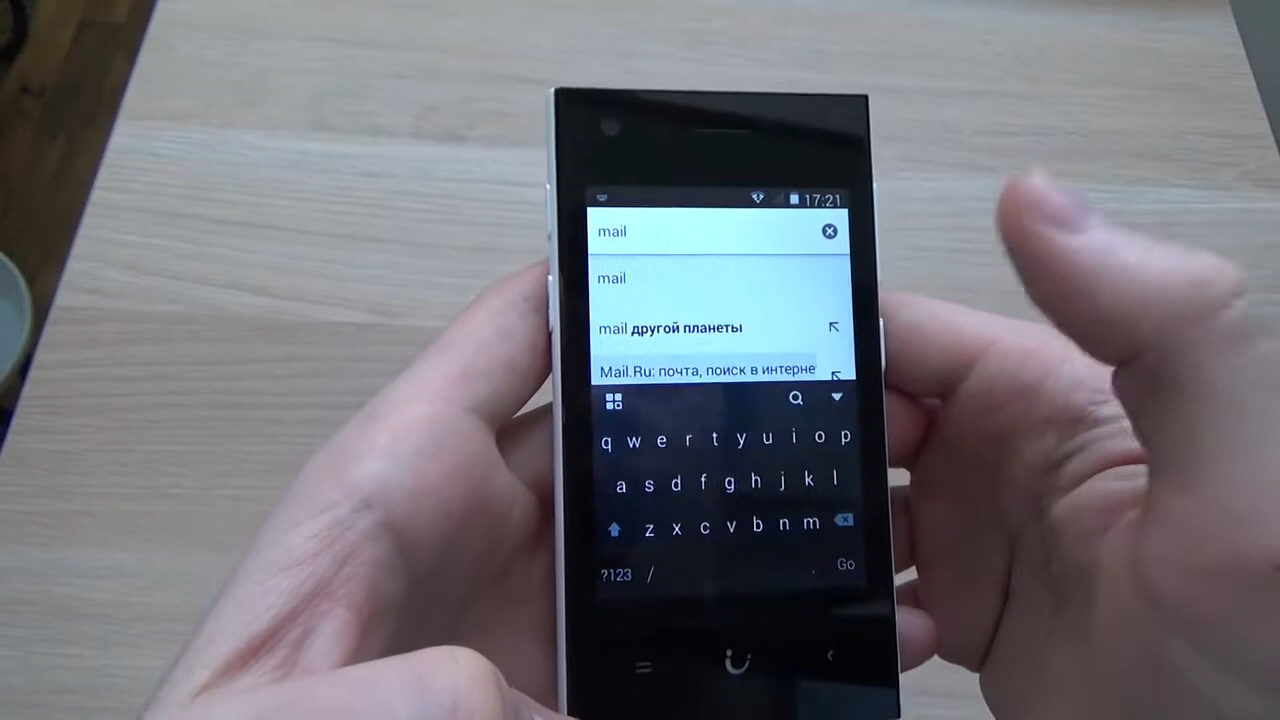 17:21
mail
mail
mail другой планеты
Mail.Ru: почта, поиск в интерне
q w e r t y u i o p
a s d f g h j k l
z x c v b n m
?123 / . Go